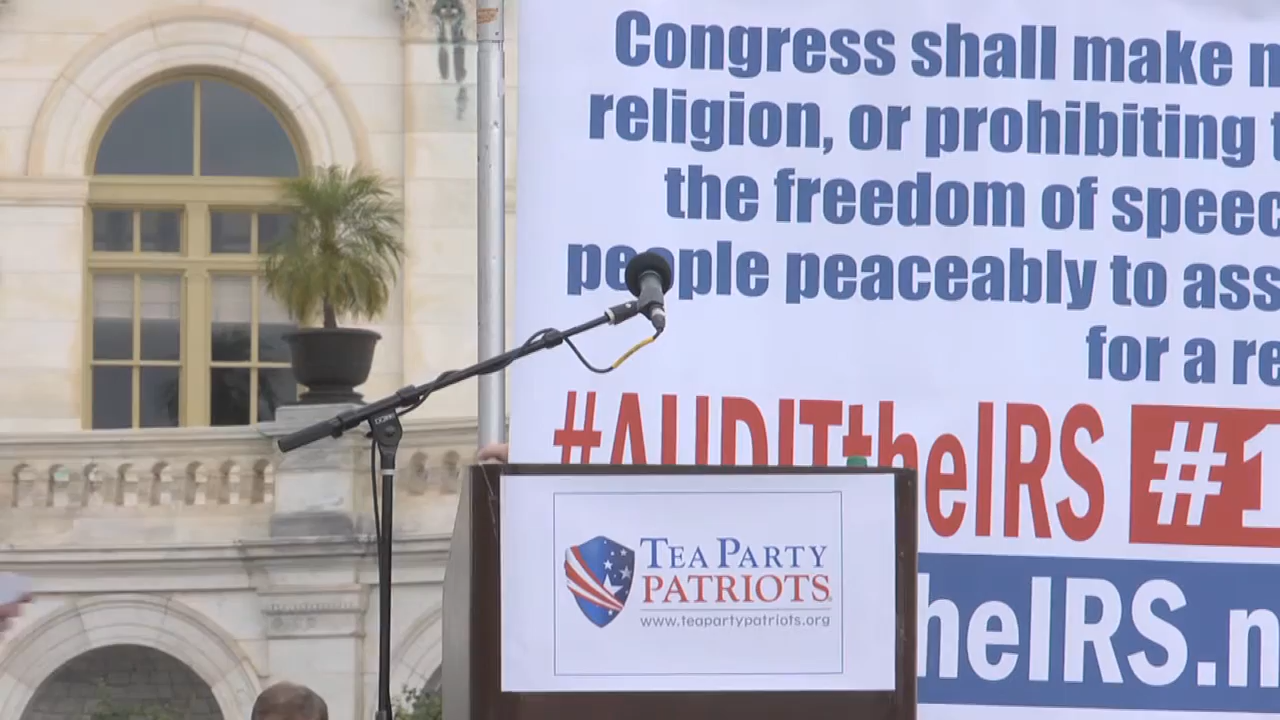 Congress shall make n
religion, or prohibiting t
the freedom of speec
people peaceably to ass
for a re
#AUDITtheIRS #1
heIRS.n
TEA PARTY
PATRIOTS
www.teapartypatriots.org